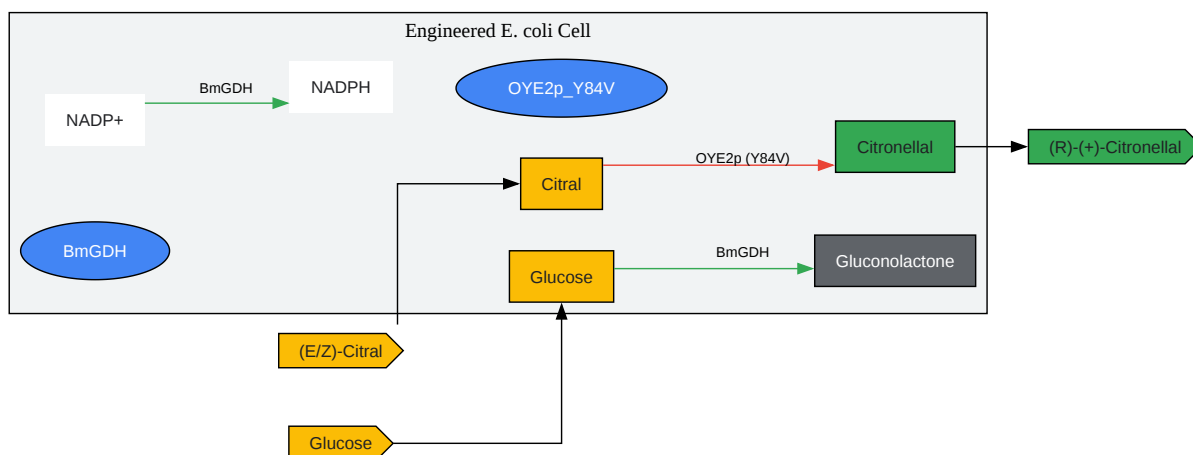 Engineered E. coli Cell
BmGDH
NADPH
NADP+
OYE2p_Y84V
OYE2p (Y84V)
Citronellal
(R)-(+)-Citronellal
Citral
BmGDH
BmGDH
Glucose
Gluconolactone
(E/Z)-Citral
Glucose